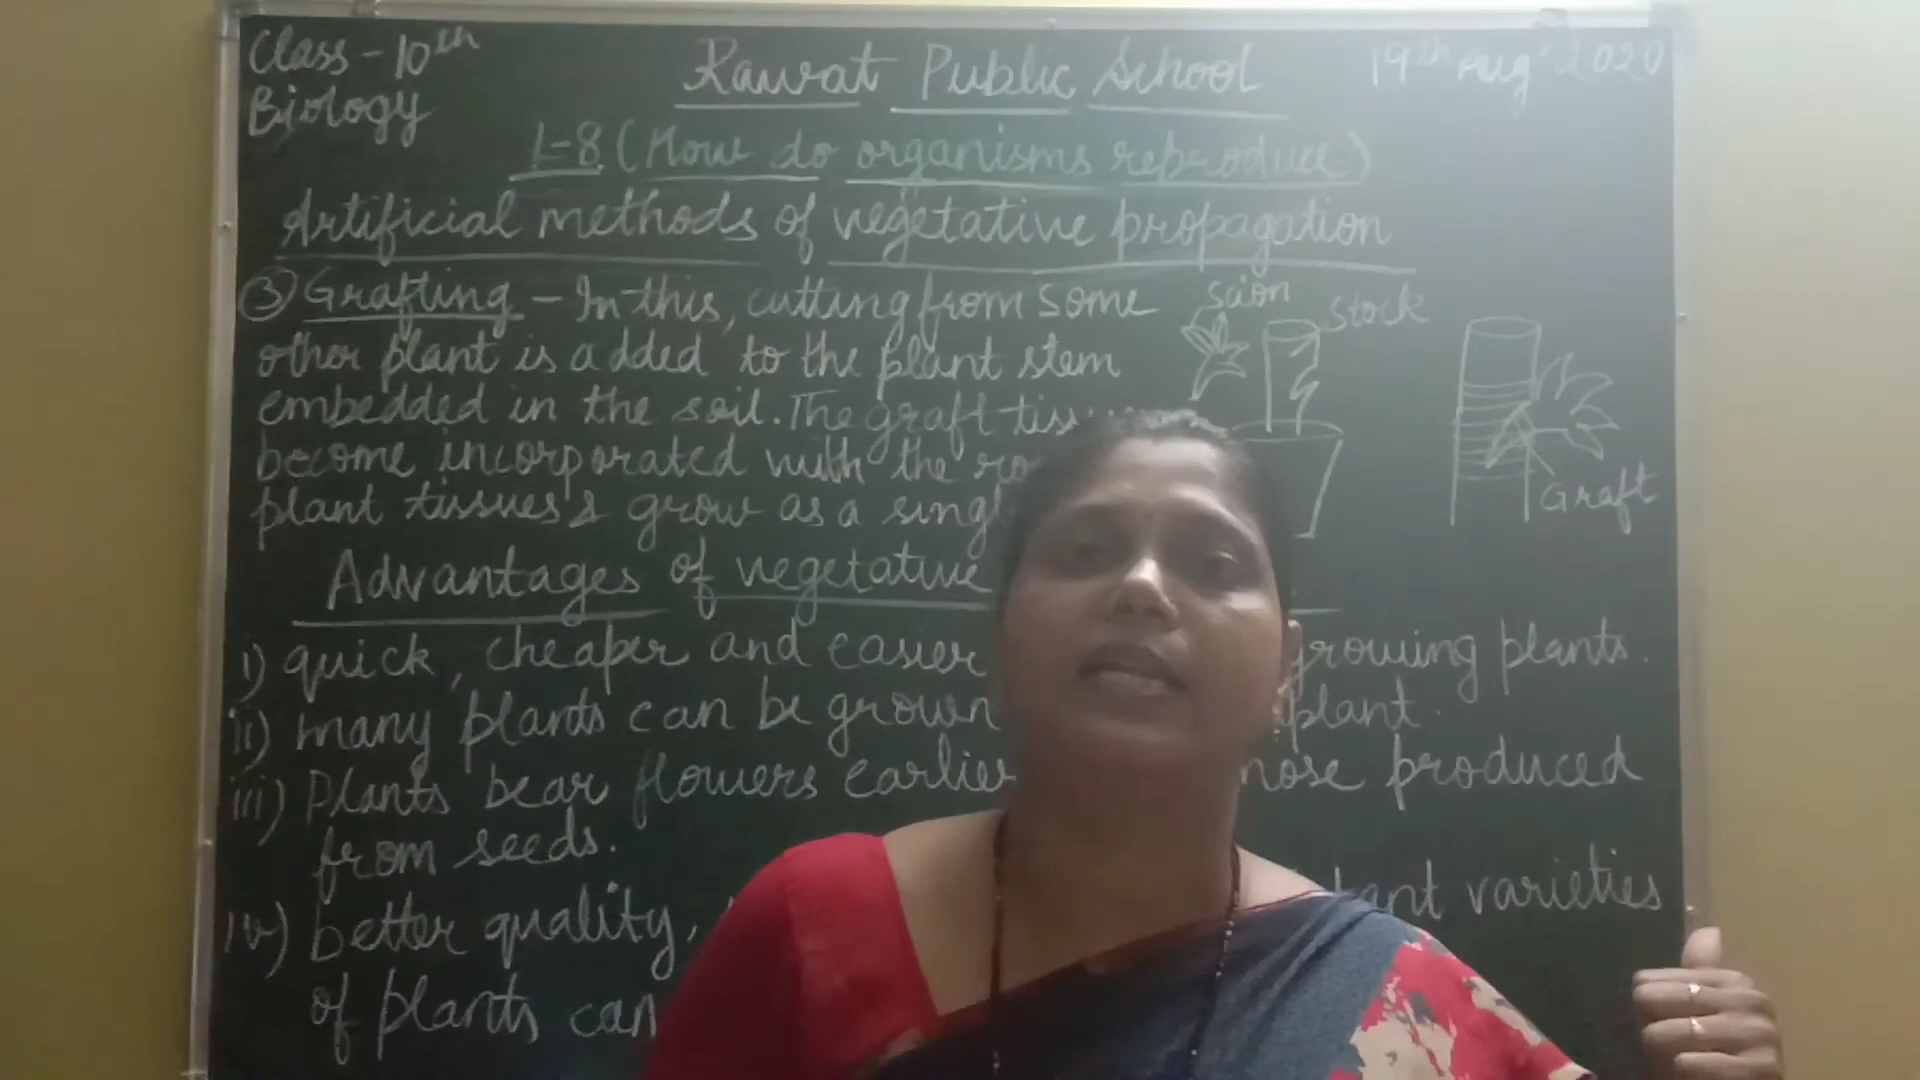 Class - 10th
Biology
Rawat Public School
19th Aug' 2020
L-8 (How do organisms reproduce)
Artificial methods of vegetative propagation
③ Grafting - In this, cutting from some
other plant is added to the plant stem
embedded in the soil. The graft
become incorporated with the
plant tissues & grow as a
scion
stock
Graft
Advantages of vegetative
i) quick, cheaper and easier growing plants.
ii) many plants can be grown plant.
iii) Plants bear flowers produced
from seeds.
iv) better quality, varieties
of plants can